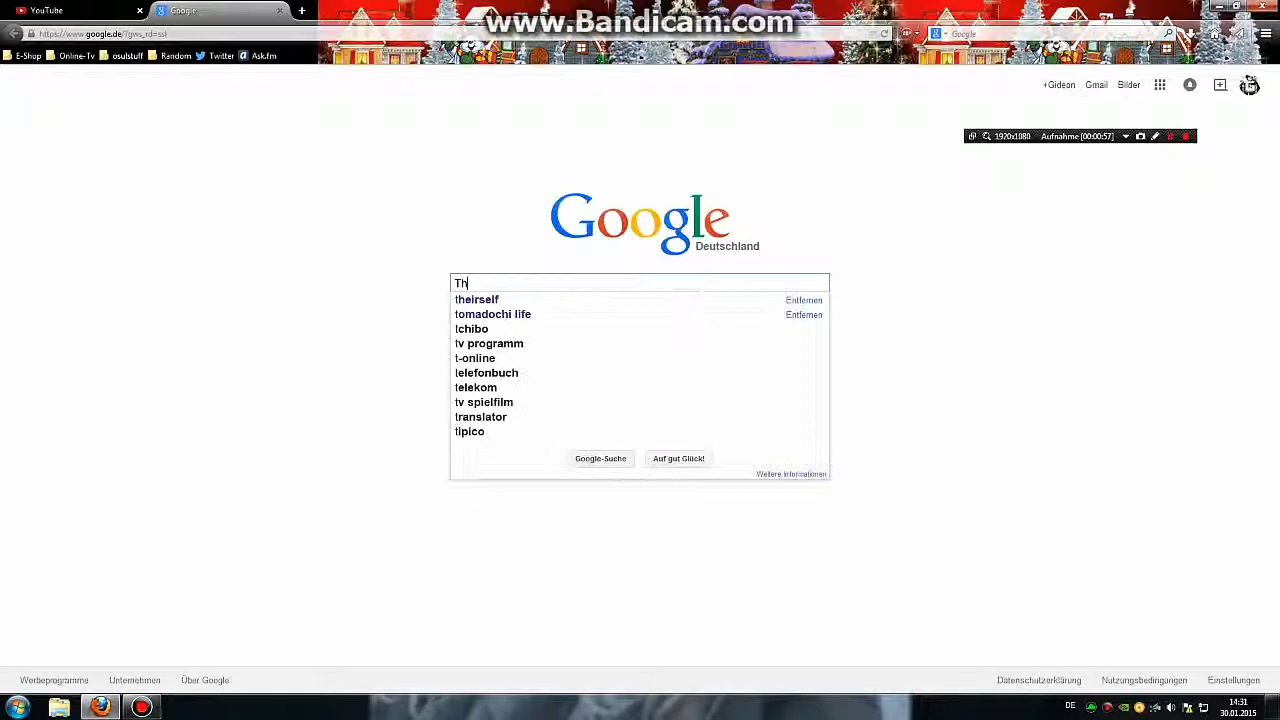 www.Bandicam.com
YouTube
Google
https://www.google.de/?gws_rd=ssl
Google
E-Shop
Online-Tv
osulstuff
Random
Twitter
Ask.fm
+Gideon
Gmail
Bilder
1920x1080
Aufnahme [00:00:57]
Google
Deutschland
Th
theirself
Entfernen
tomadochi life
Entfernen
tchibo
tv programm
t-online
telefonbuch
telekom
tv spielfilm
translator
tipico
Google-Suche
Auf gut Glück!
Weitere Informationen
Werbeprogramme
Unternehmen
Über Google
Datenschutzerklärung
Nutzungsbedingungen
Einstellungen
DE
14:31
30.01.2015